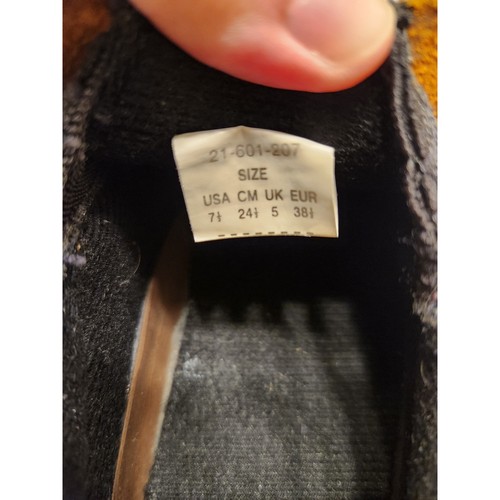 21-601-207
SIZE
USA CM UK EUR
7½ 24½ 5 38½